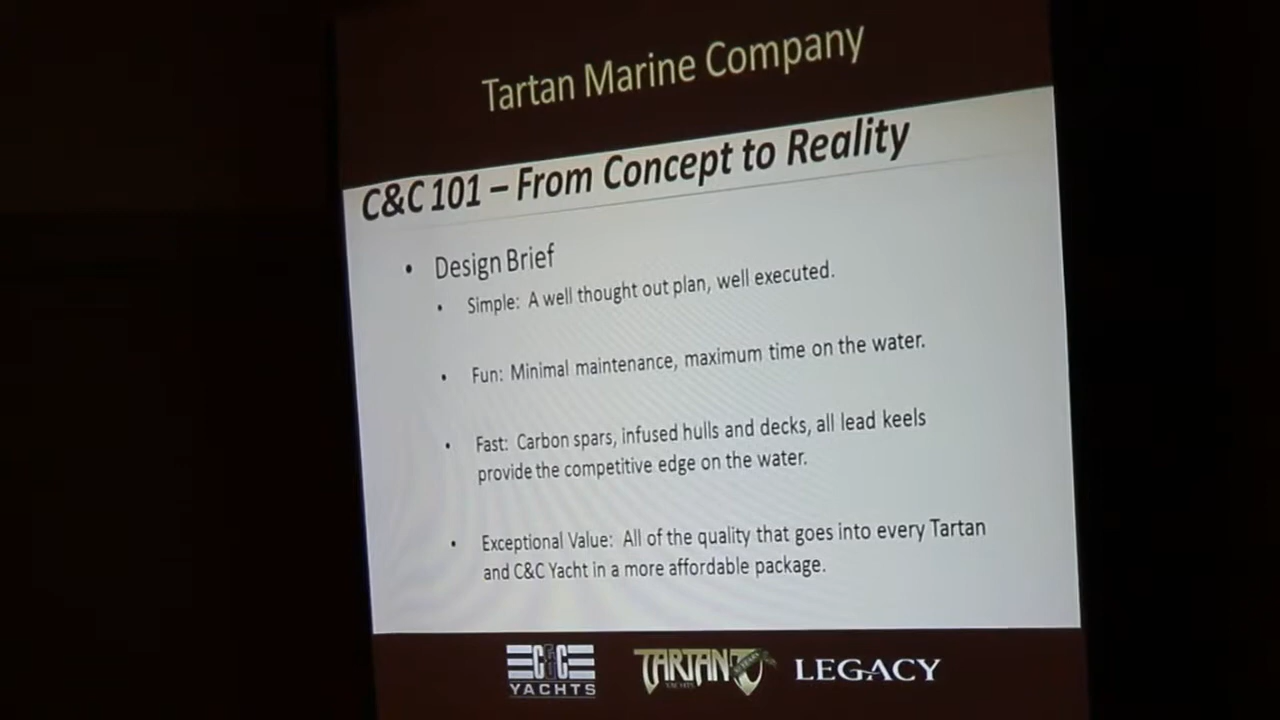 Tartan Marine Company
C&C 101 – From Concept to Reality
• Design Brief
• Simple: A well thought out plan, well executed.
• Fun: Minimal maintenance, maximum time on the water.
• Fast: Carbon spars, infused hulls and decks, all lead keels
provide the competitive edge on the water.
• Exceptional Value: All of the quality that goes into every Tartan
and C&C Yacht in a more affordable package.
C&C
YACHTS
TARTAN
YACHTS
LEGACY